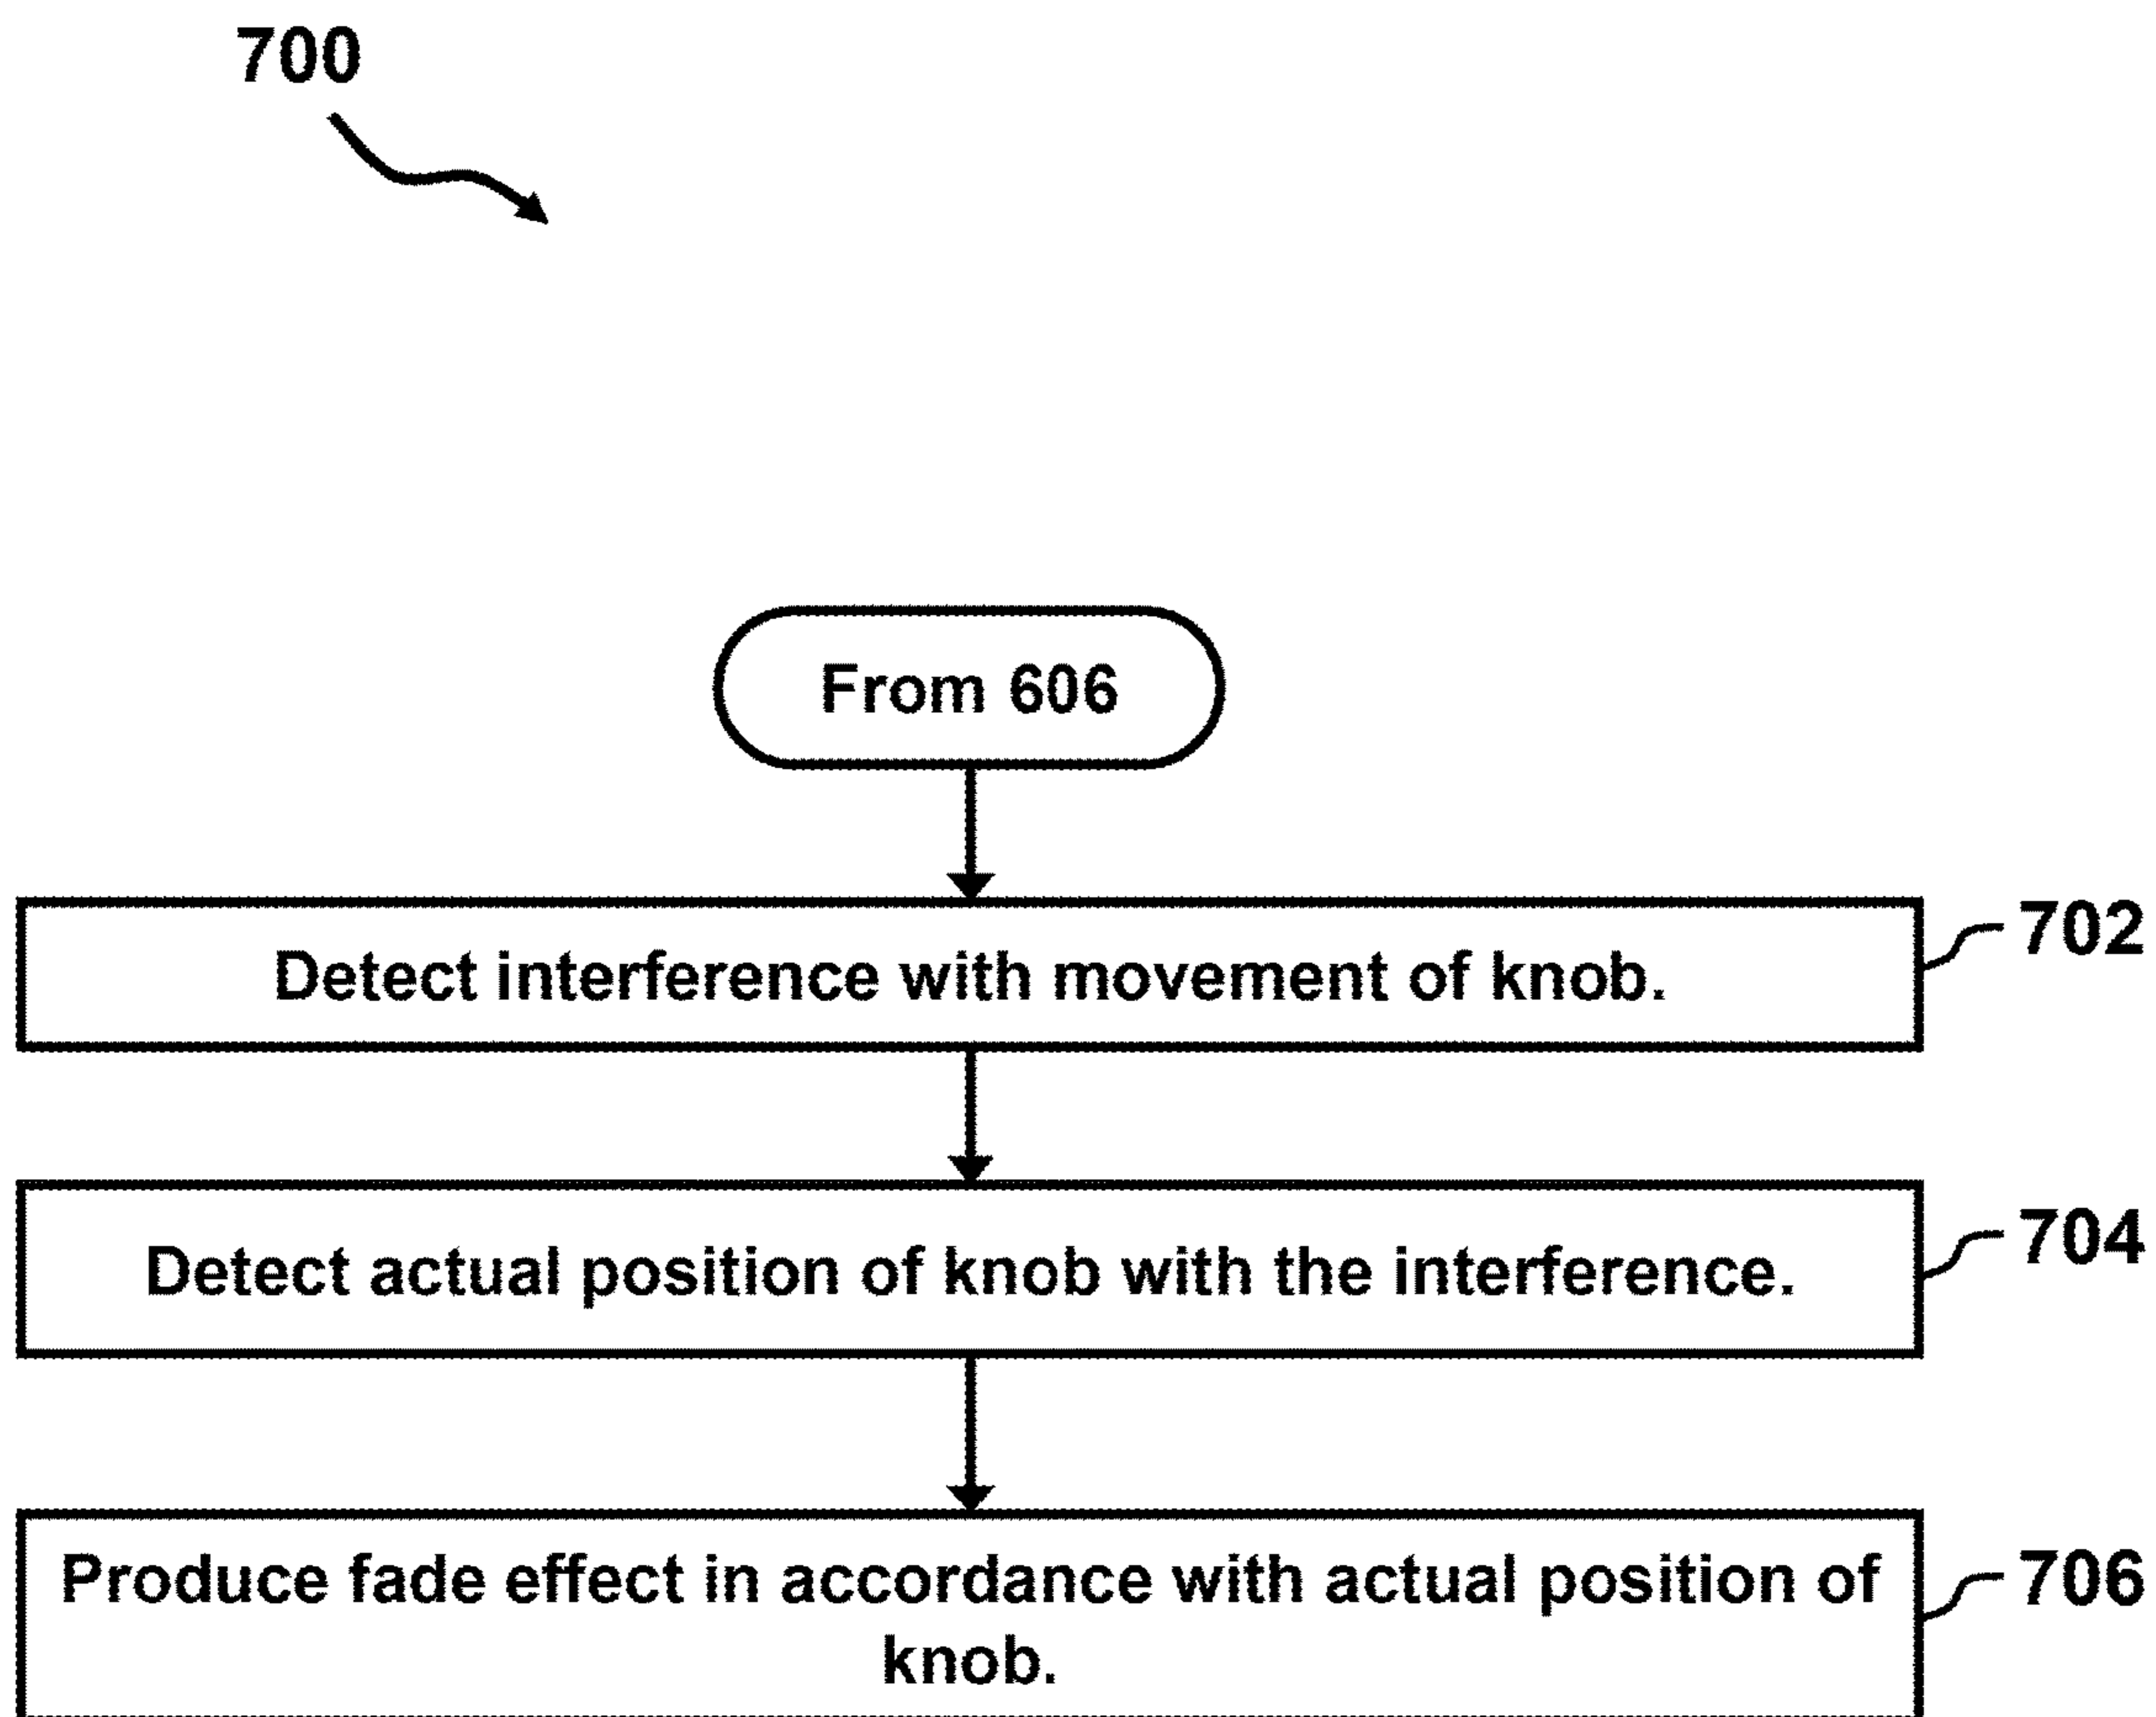 700
From 606
Detect interference with movement of knob.
702
Detect actual position of knob with the interference.
704
Produce fade effect in accordance with actual position of
knob.
706